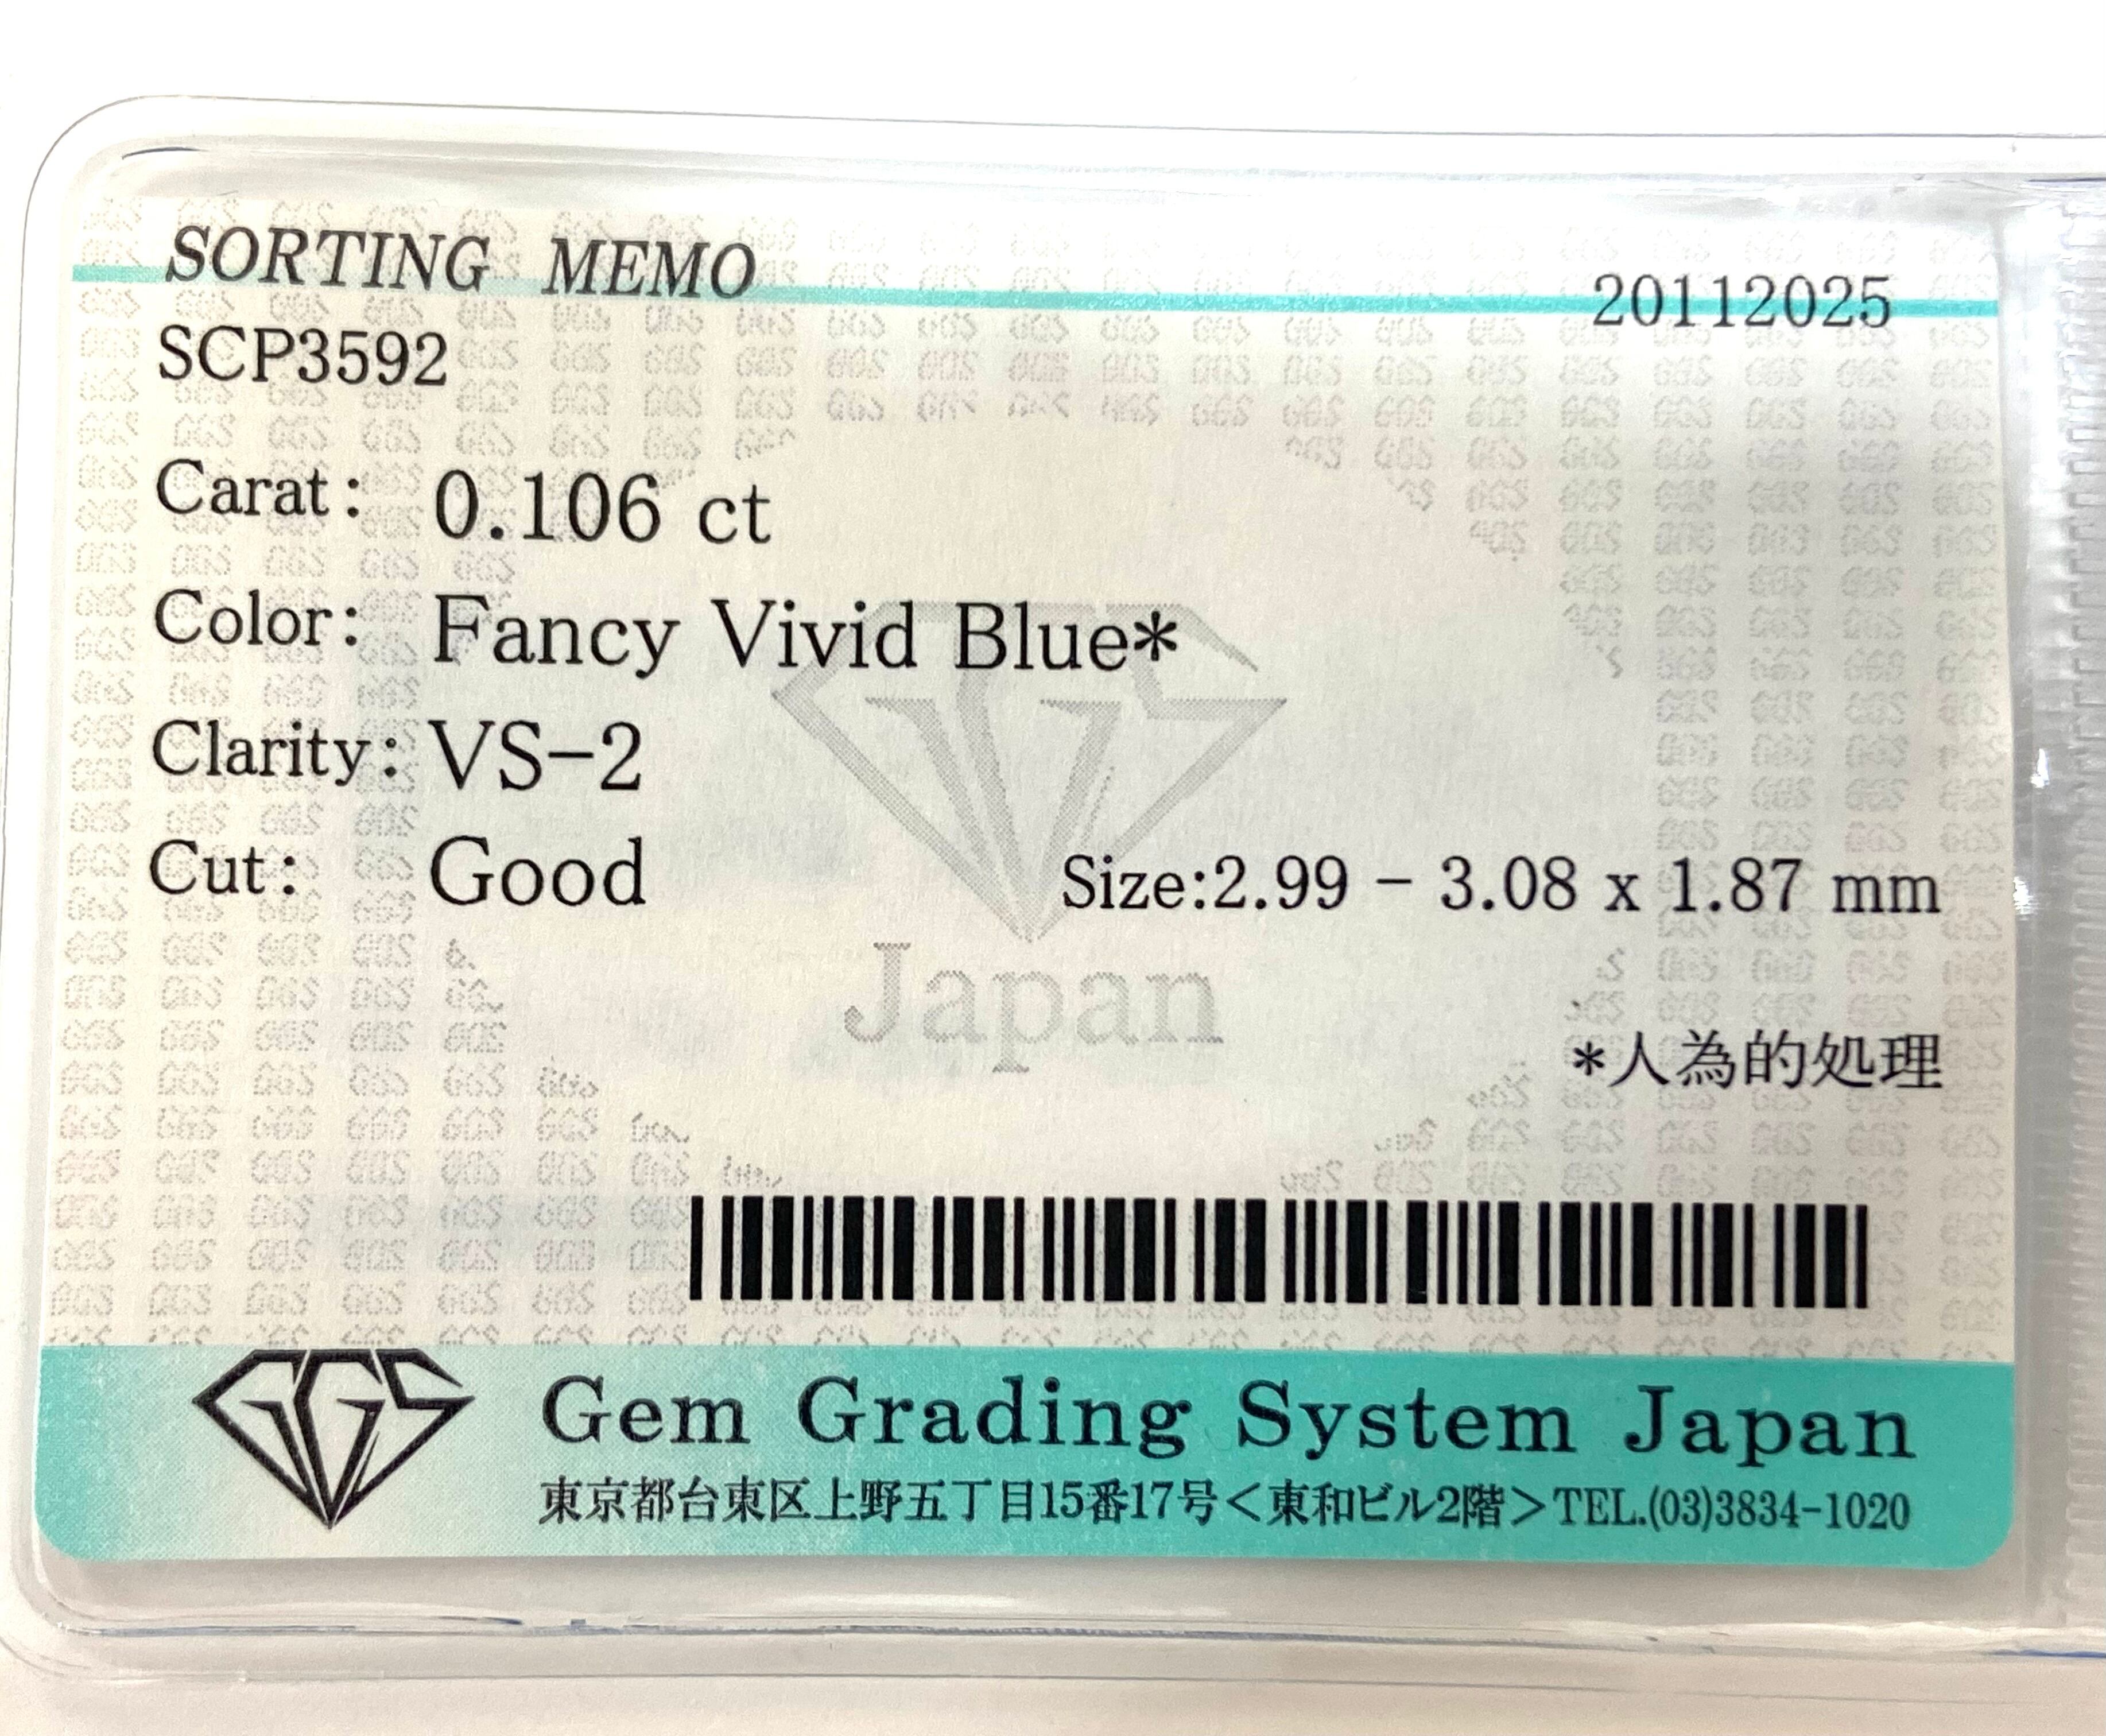 SORTING MEMO
20112025
SCP3592
Carat: 0.106 ct
Color: Fancy Vivid Blue*
Clarity: VS-2
Cut: Good
Size:2.99 - 3.08 x 1.87 mm
GGS
Japan
*人為的処理
GGS
Gem Grading System Japan
東京都台東区上野五丁目15番17号<東和ビル2階>TEL.(03)3834-1020